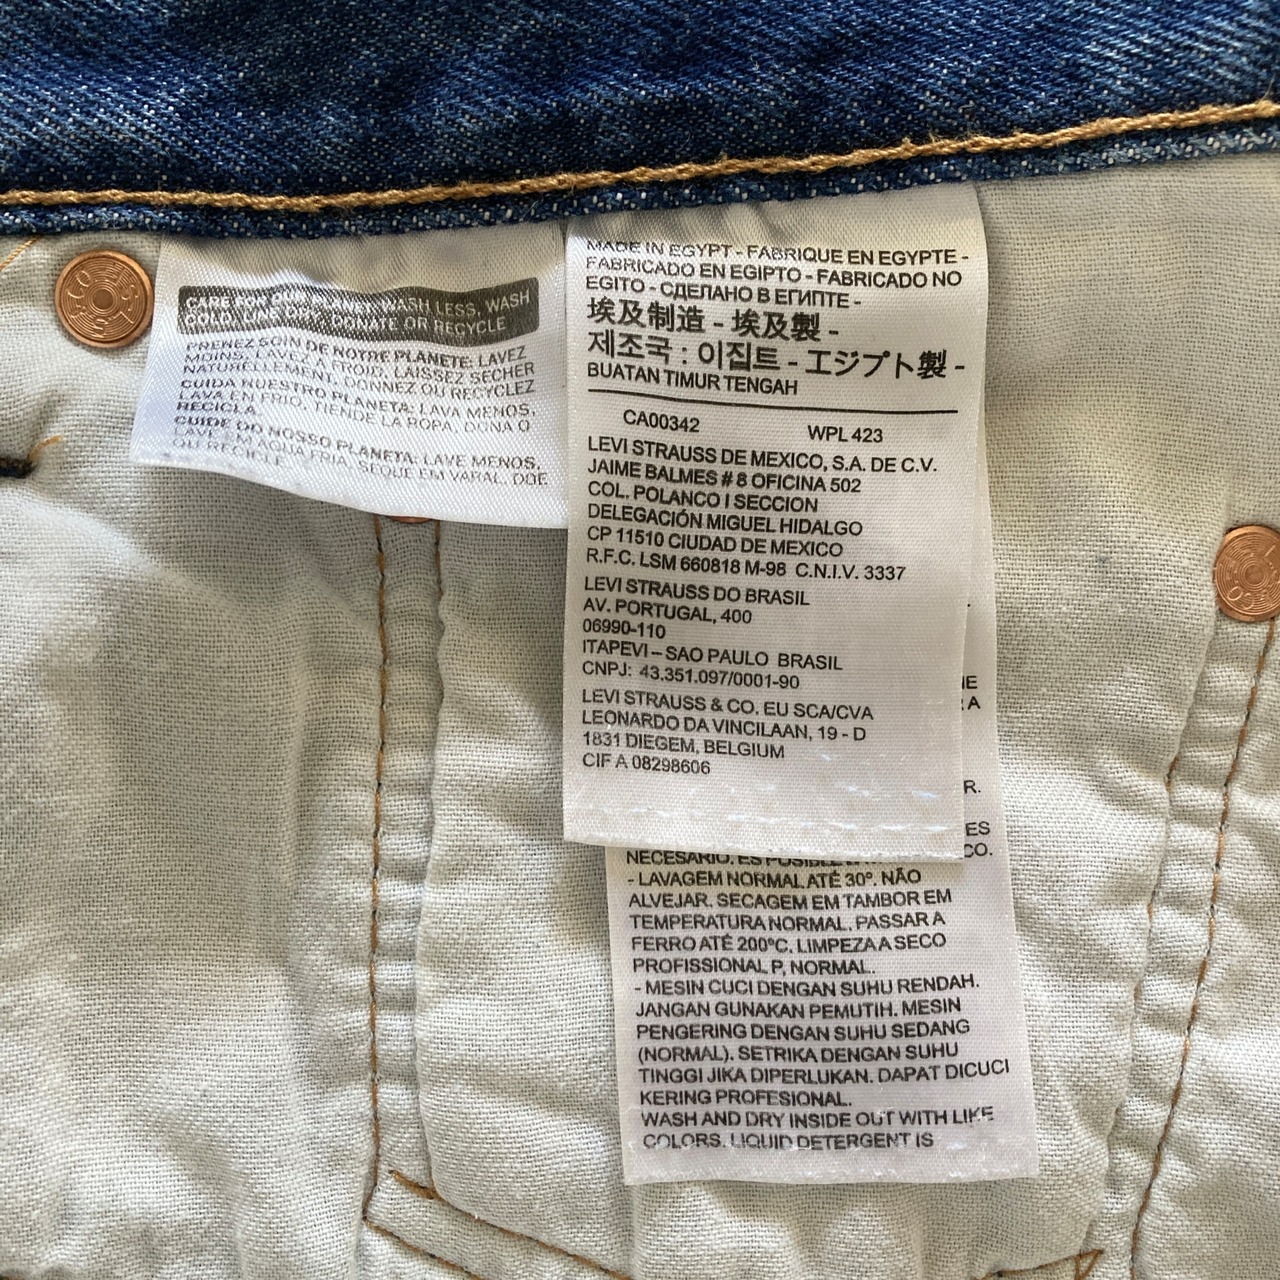 CARE FOR OUR PLANET: WASH LESS, WASH
COLD, LINE DRY, DONATE OR RECYCLE
PRENEZ SOIN DE NOTRE PLANETE: LAVEZ
MOINS, LAVEZ A FROID, LAISSEZ SECHER
NATURELLEMENT, DONNEZ OU RECYCLEZ
CUIDA NUESTRO PLANETA: LAVA MENOS,
LAVA EN FRIO, TIENDE LA ROPA, DONA O
RECICLA
CUIDE DO NOSSO PLANETA: LAVE MENOS,
LAVE EM AGUA FRIA, SEQUE EM VARAL, DOE
OU RECICLE
MADE IN EGYPT - FABRIQUE EN EGYPTE -
FABRICADO EN EGIPTO - FABRICADO NO
EGITO - СДЕЛАНО В ЕГИПТЕ -
埃及制造 - 埃及製 -
제조국 : 이집트 - エジプト製 -
BUATAN TIMUR TENGAH
CA00342 WPL 423
LEVI STRAUSS DE MEXICO, S.A. DE C.V.
JAIME BALMES # 8 OFICINA 502
COL. POLANCO I SECCION
DELEGACIÓN MIGUEL HIDALGO
CP 11510 CIUDAD DE MEXICO
R.F.C. LSM 660818 M-98 C.N.I.V. 3337
LEVI STRAUSS DO BRASIL
AV. PORTUGAL, 400
06990-110
ITAPEVI – SAO PAULO BRASIL
CNPJ: 43.351.097/0001-90
LEVI STRAUSS & CO. EU SCA/CVA
LEONARDO DA VINCILAAN, 19 - D
1831 DIEGEM, BELGIUM
CIF A 08298606
NECESARIO. ES POSIBLE
- LAVAGEM NORMAL ATÉ 30°. NÃO
ALVEJAR. SECAGEM EM TAMBOR EM
TEMPERATURA NORMAL. PASSAR A
FERRO ATÉ 200°C. LIMPEZA A SECO
PROFISSIONAL P, NORMAL.
- MESIN CUCI DENGAN SUHU RENDAH.
JANGAN GUNAKAN PEMUTIH. MESIN
PENGERING DENGAN SUHU SEDANG
(NORMAL). SETRIKA DENGAN SUHU
TINGGI JIKA DIPERLUKAN. DAPAT DICUCI
KERING PROFESIONAL.
WASH AND DRY INSIDE OUT WITH LIKE
COLORS. LIQUID DETERGENT IS